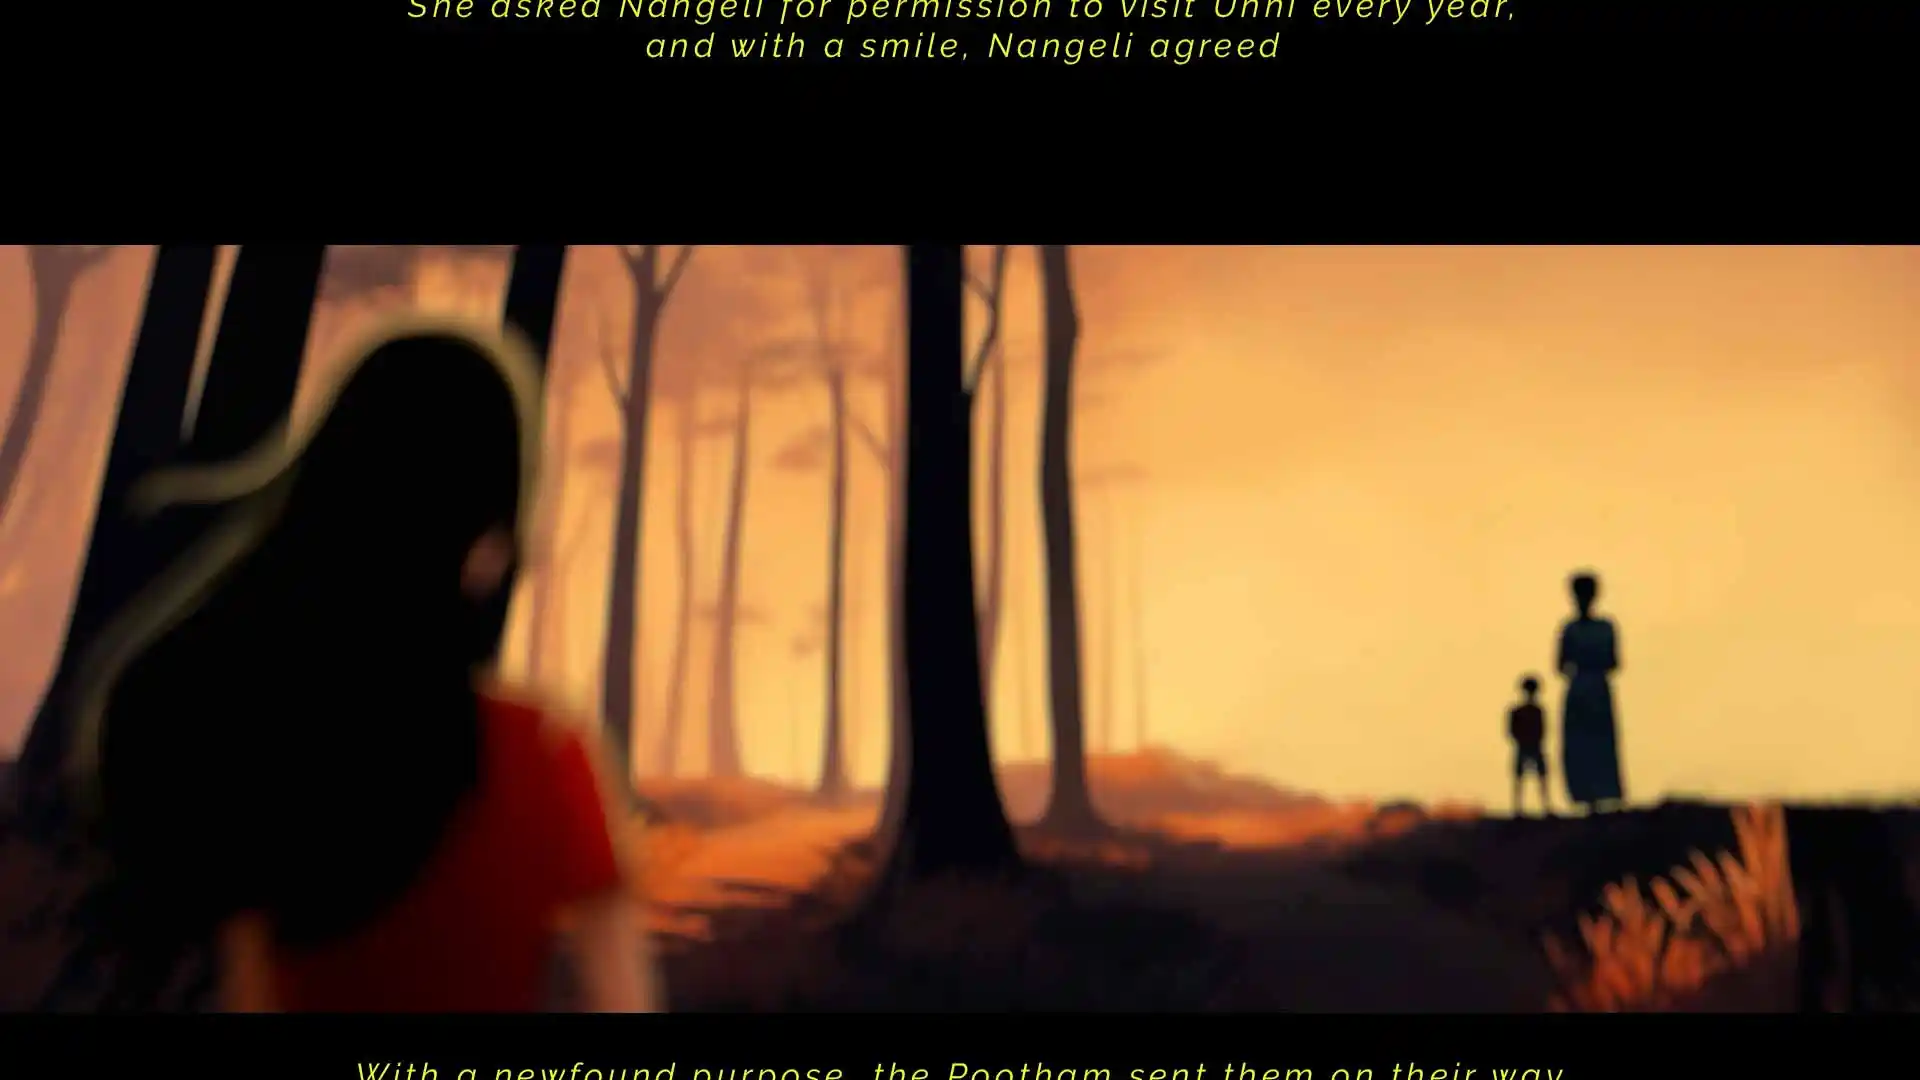 She asked Nangeli for permission to visit Unni every year,
and with a smile, Nangeli agreed
With a newfound purpose, the Pootham sent them on their way